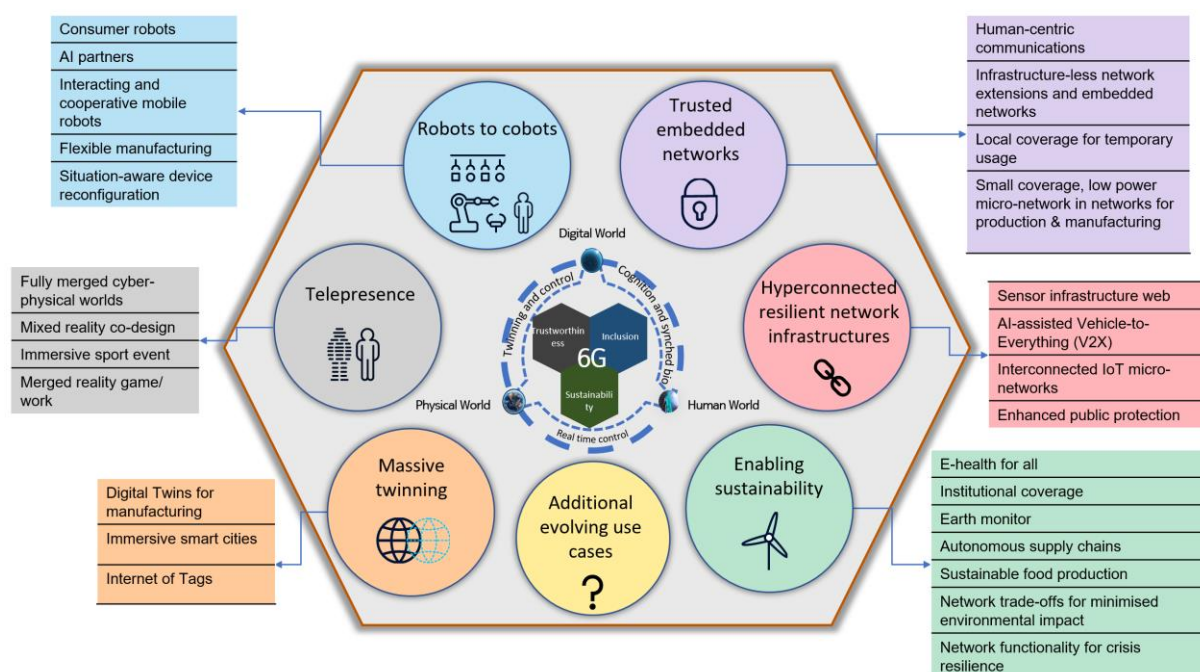 Consumer robots
AI partners
Interacting and
cooperative mobile
robots
Flexible manufacturing
Situation-aware device
reconfiguration
Human-centric
communications
Infrastructure-less network
extensions and embedded
networks
Local coverage for temporary
usage
Small coverage, low power
micro-network in networks for
production & manufacturing
Robots to cobots
Trusted
embedded
networks
Fully merged cyber-
physical worlds
Mixed reality co-design
Immersive sport event
Merged reality game/
work
Telepresence
Digital World
Twinning and control
Cognition and synched bio
Trustworthin
ess
Inclusion
6G
Sustainabili
ty
Physical World
Human World
Real time control
Hyperconnected
resilient network
infrastructures
Sensor infrastructure web
AI-assisted Vehicle-to-
Everything (V2X)
Interconnected IoT micro-
networks
Enhanced public protection
Digital Twins for
manufacturing
Immersive smart cities
Internet of Tags
Massive
twinning
Additional
evolving use
cases
?
Enabling
sustainability
E-health for all
Institutional coverage
Earth monitor
Autonomous supply chains
Sustainable food production
Network trade-offs for minimised
environmental impact
Network functionality for crisis
resilience